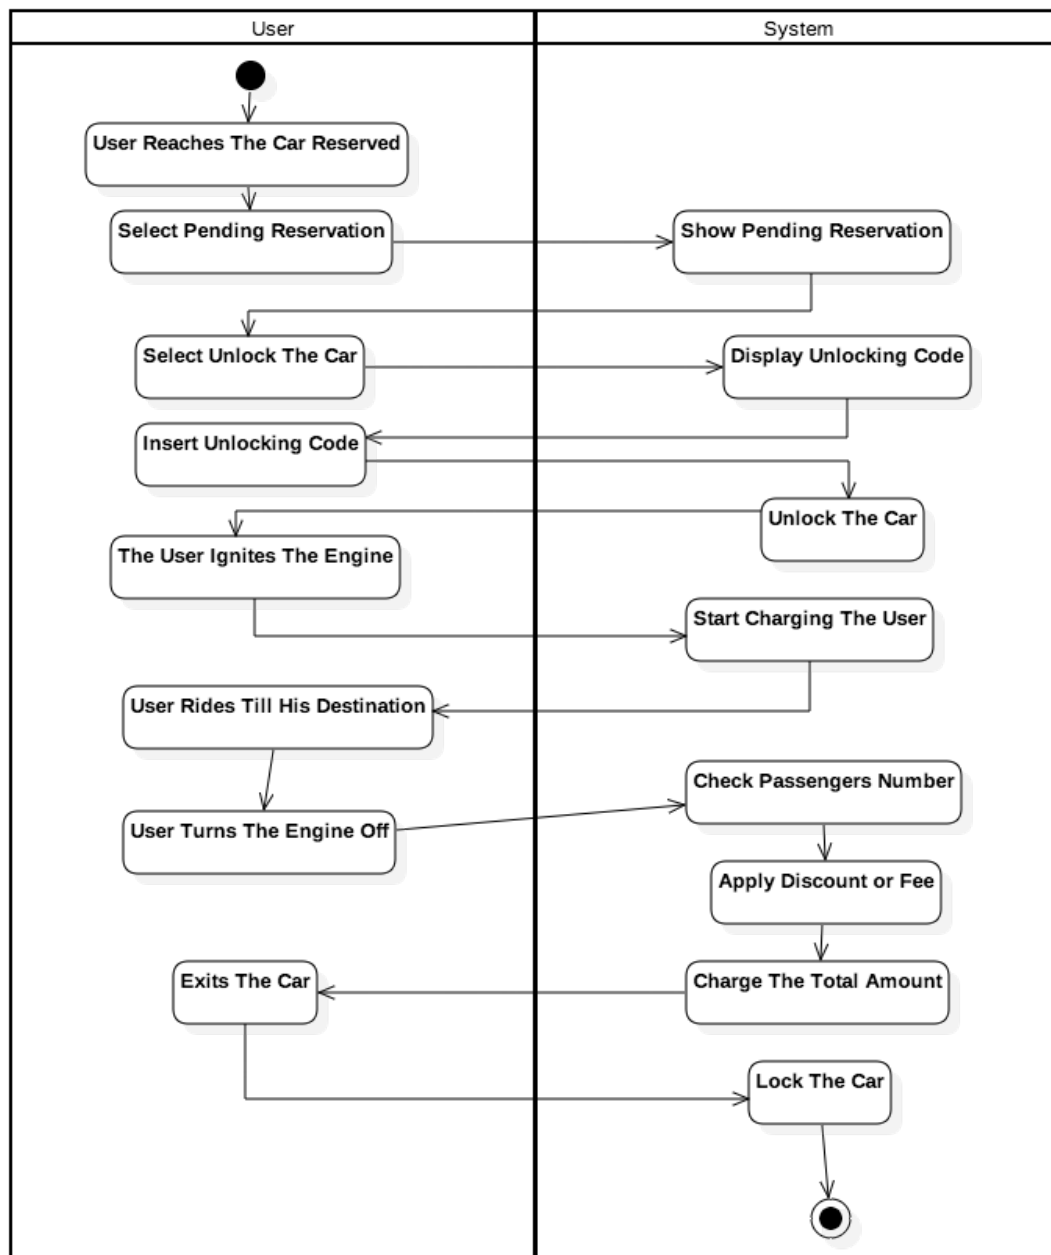 User
System
User Reaches The Car Reserved
Select Pending Reservation
Show Pending Reservation
Select Unlock The Car
Display Unlocking Code
Insert Unlocking Code
Unlock The Car
The User Ignites The Engine
Start Charging The User
User Rides Till His Destination
Check Passengers Number
User Turns The Engine Off
Apply Discount or Fee
Exits The Car
Charge The Total Amount
Lock The Car